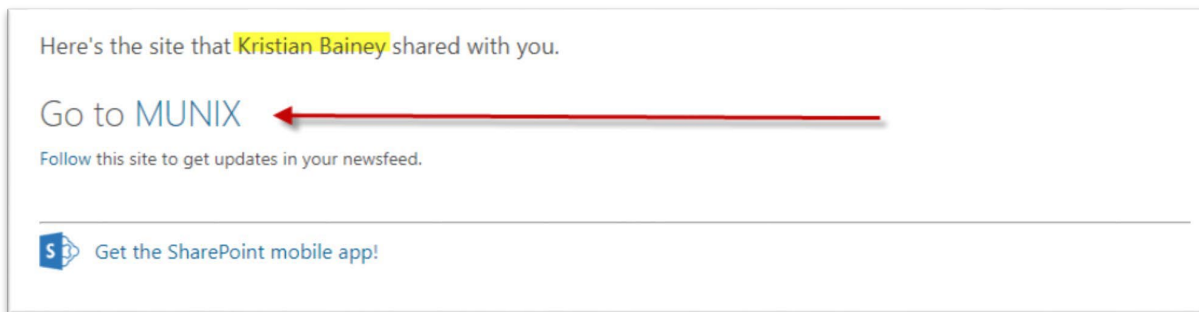 Here's the site that Kristian Bainey shared with you.
Go to MUNIX
Follow this site to get updates in your newsfeed.
S
Get the SharePoint mobile app!